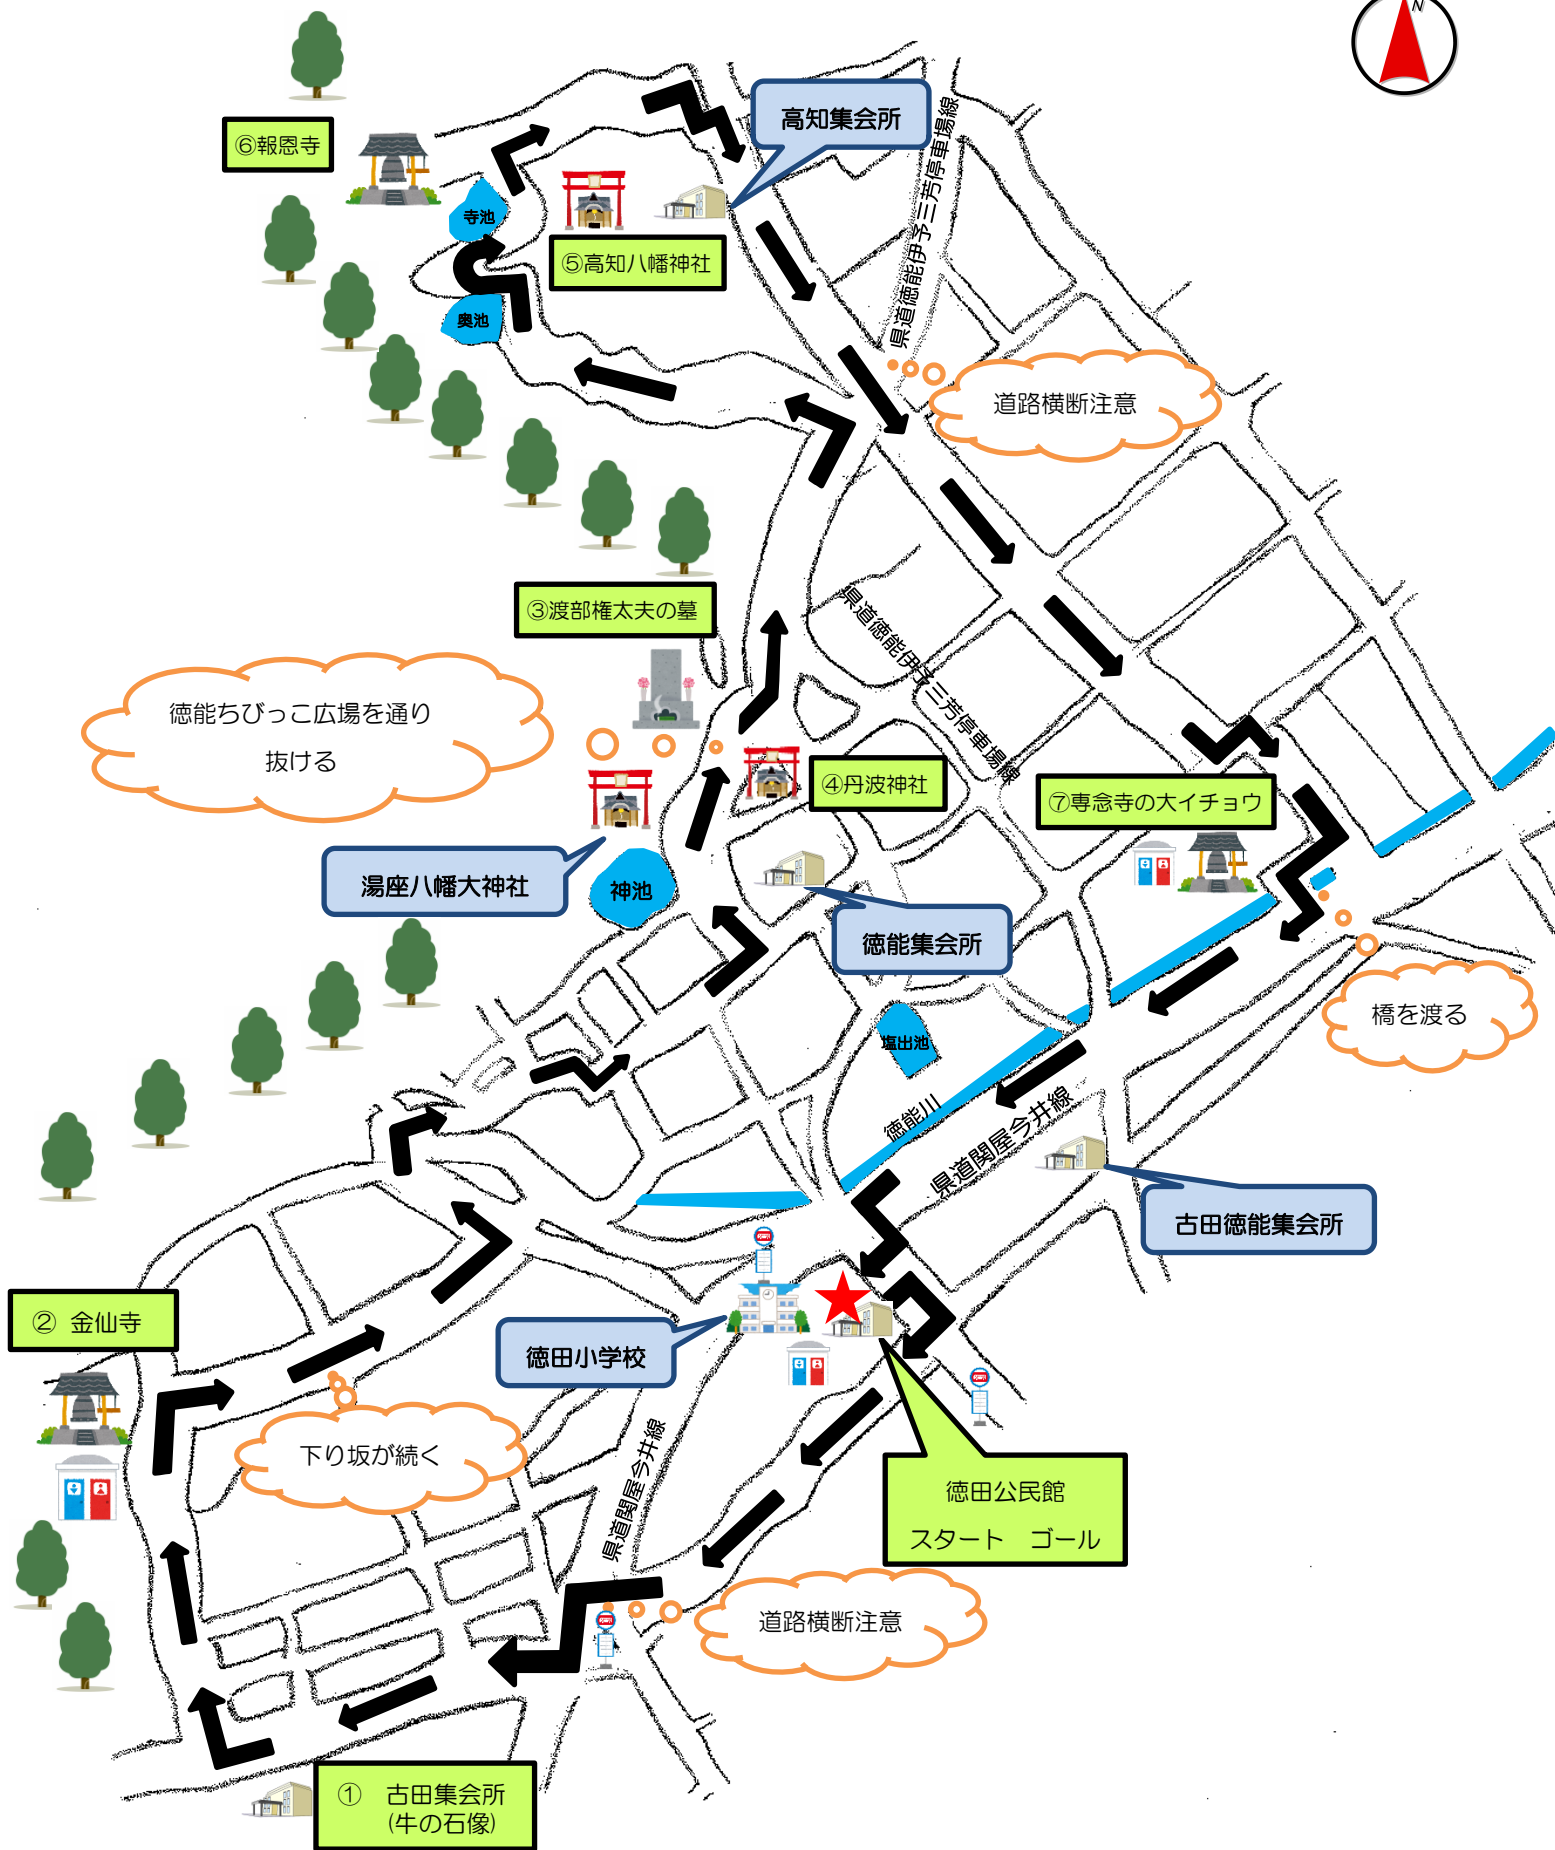 N
高知集会所
⑥報恩寺
県道徳能伊予三芳停車場線
寺池
⑤高知八幡神社
奥池
道路横断注意
③渡部権太夫の墓
県道徳能伊予三芳停車場線
徳能ちびっこ広場を通り
抜ける
④丹波神社
⑦専念寺の大イチョウ
湯座八幡大神社
神池
徳能集会所
橋を渡る
塩出池
徳能川
県道関屋今井線
古田徳能集会所
② 金仙寺
徳田小学校
県道関屋今井線
下り坂が続く
徳田公民館
スタート ゴール
道路横断注意
① 古田集会所
(牛の石像)